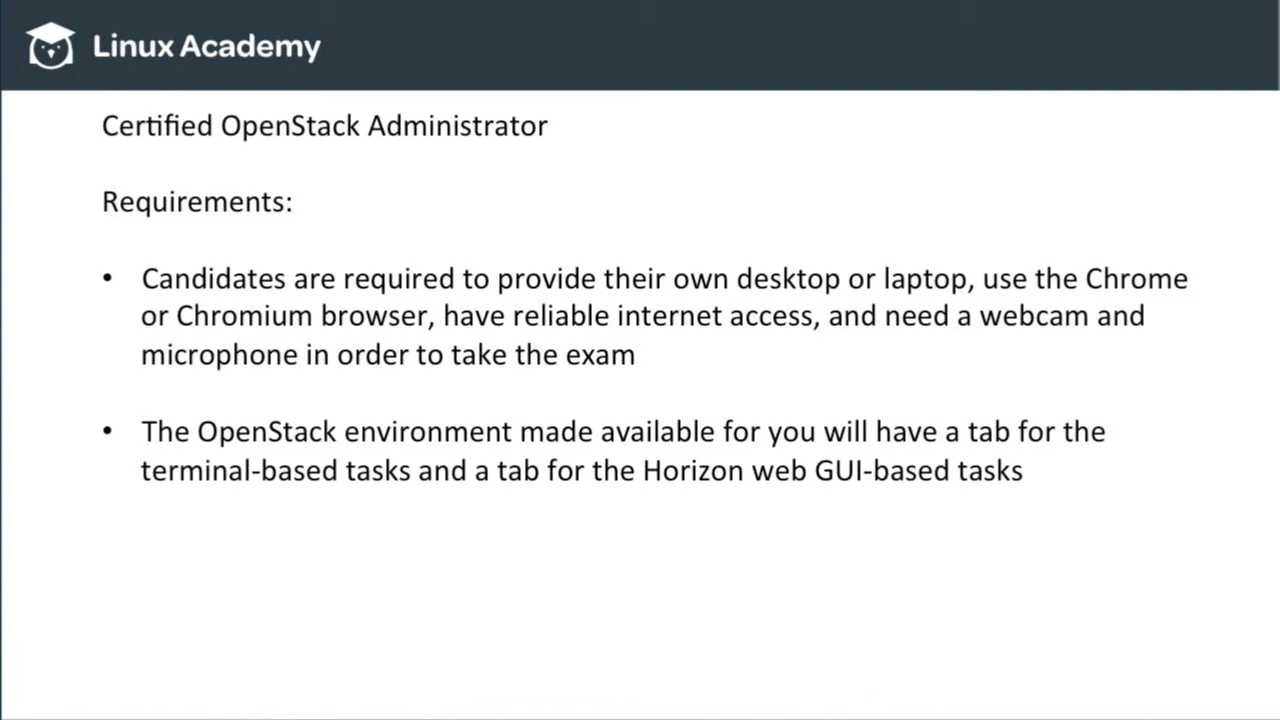 Linux Academy
Certified OpenStack Administrator
Requirements:
• Candidates are required to provide their own desktop or laptop, use the Chrome
or Chromium browser, have reliable internet access, and need a webcam and
microphone in order to take the exam
• The OpenStack environment made available for you will have a tab for the
terminal-based tasks and a tab for the Horizon web GUI-based tasks